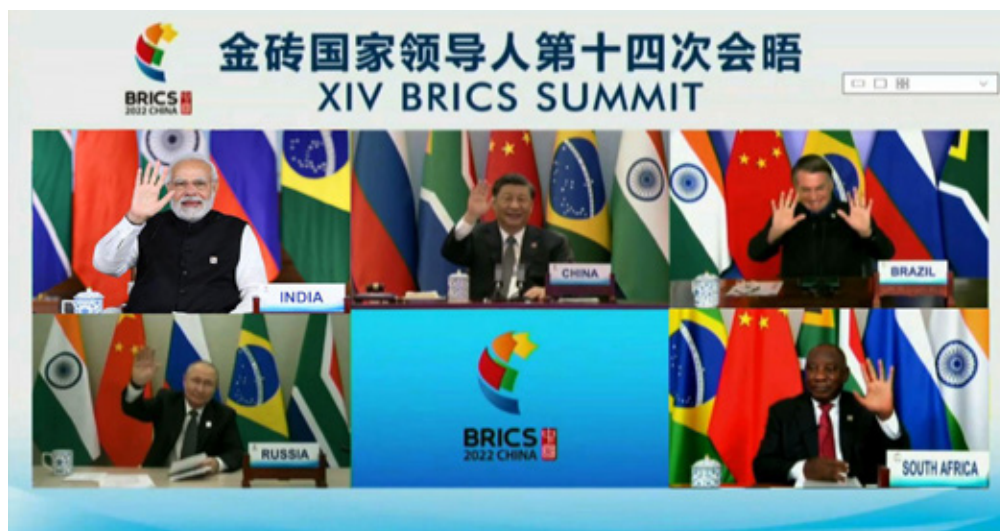 金砖国家领导人第十四次会晤
XIV BRICS SUMMIT
BRICS
2022 CHINA
INDIA
CHINA
BRAZIL
RUSSIA
BRICS
2022 CHINA
SOUTH AFRICA